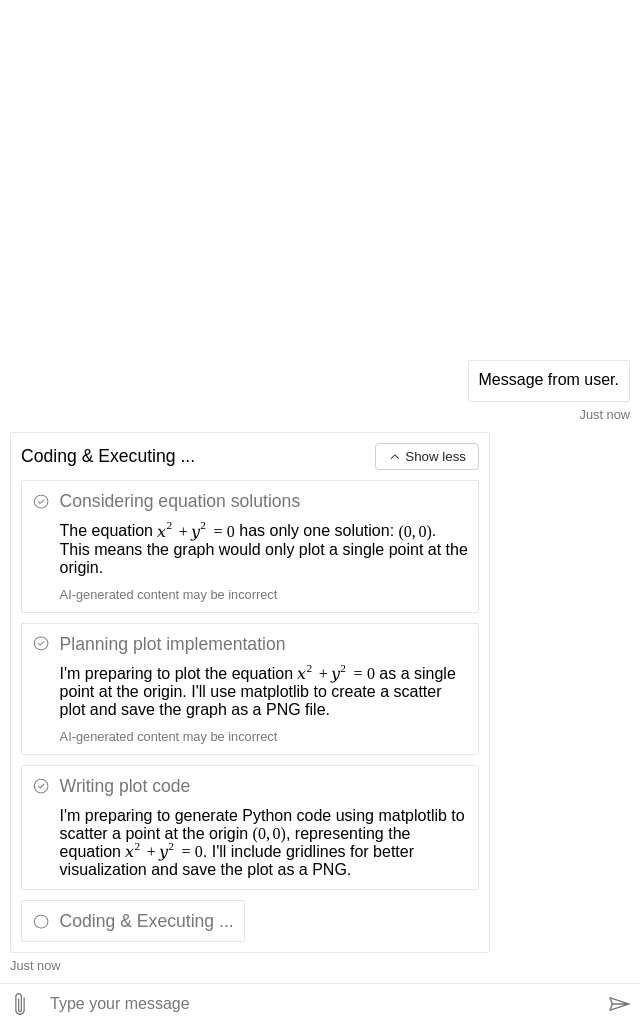 Message from user.
Just now
Coding & Executing ...
Show less
Considering equation solutions
The equation x² + y² = 0 has only one solution: (0, 0).
This means the graph would only plot a single point at the
origin.
AI-generated content may be incorrect
Planning plot implementation
I'm preparing to plot the equation x² + y² = 0 as a single
point at the origin. I'll use matplotlib to create a scatter
plot and save the graph as a PNG file.
AI-generated content may be incorrect
Writing plot code
I'm preparing to generate Python code using matplotlib to
scatter a point at the origin (0, 0), representing the
equation x² + y² = 0. I'll include gridlines for better
visualization and save the plot as a PNG.
Coding & Executing ...
Just now
Type your message